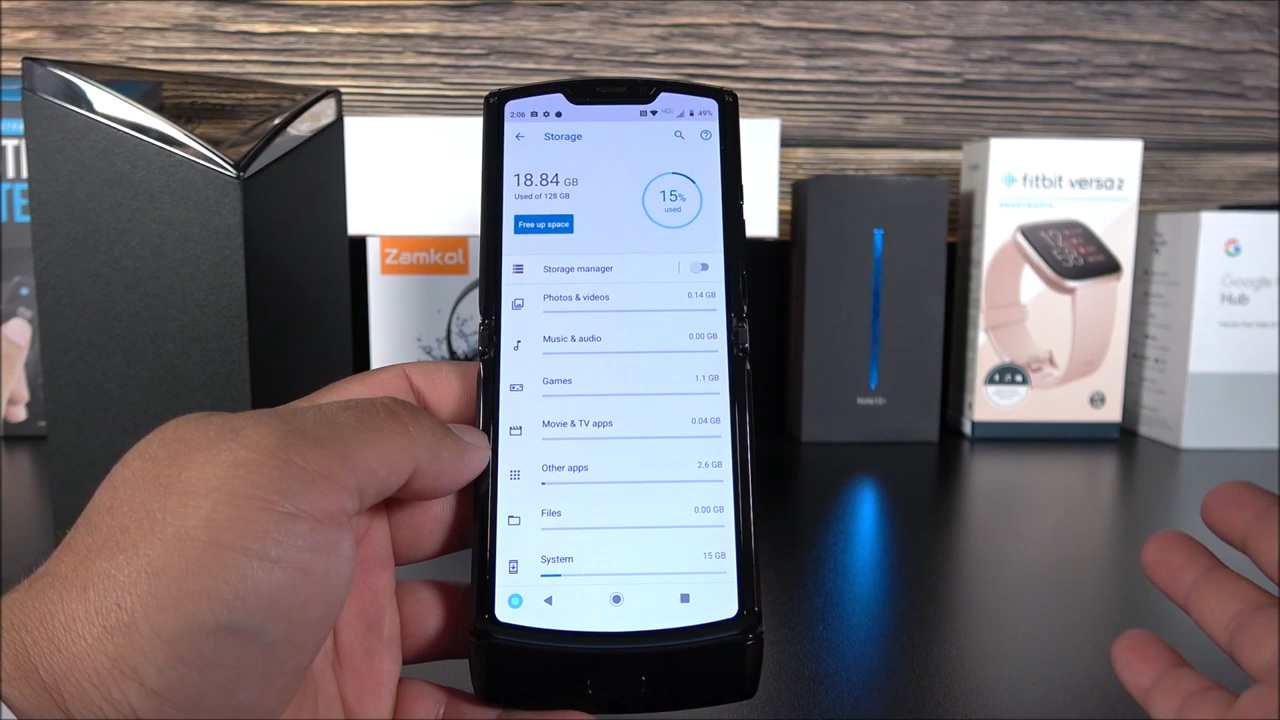 2:06
49%
Storage
18.84 GB
Used of 128 GB
15%
used
Free up space
Storage manager
Photos & videos
0.14 GB
Music & audio
0.00 GB
Games
1.1 GB
Movie & TV apps
0.04 GB
Other apps
2.6 GB
Files
0.00 GB
System
15 GB
Zamkol
Note10+
fitbit versa 2
G
Google
Hub